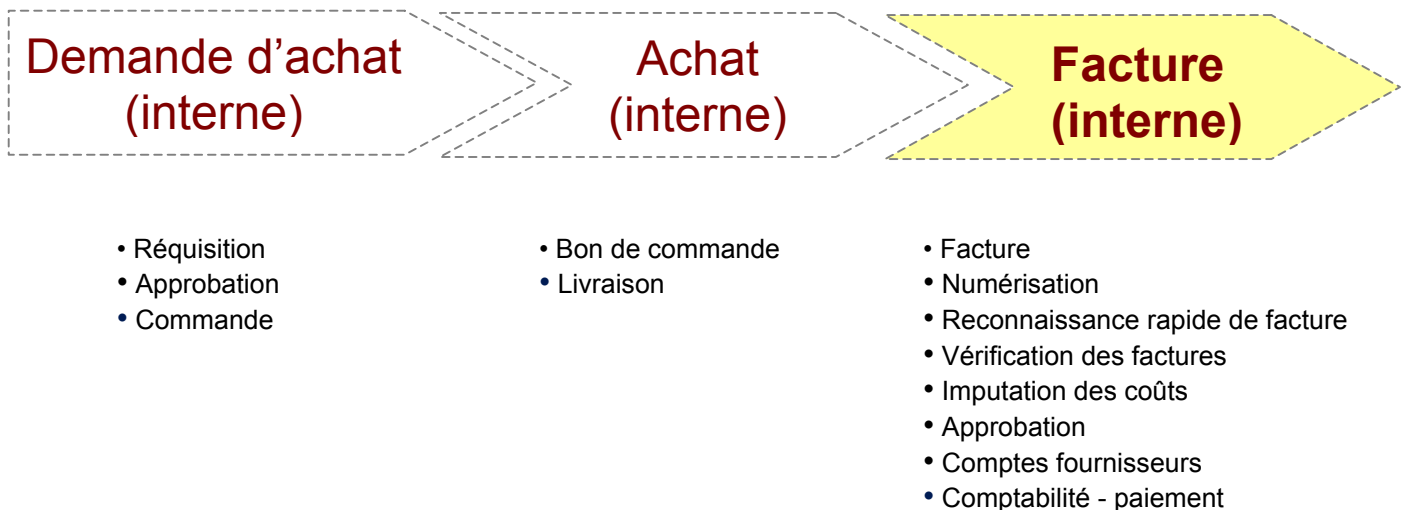 Demande d’achat
(interne)
Achat
(interne)
Facture
(interne)
• Réquisition
• Approbation
• Commande
• Bon de commande
• Livraison
• Facture
• Numérisation
• Reconnaissance rapide de facture
• Vérification des factures
• Imputation des coûts
• Approbation
• Comptes fournisseurs
• Comptabilité - paiement